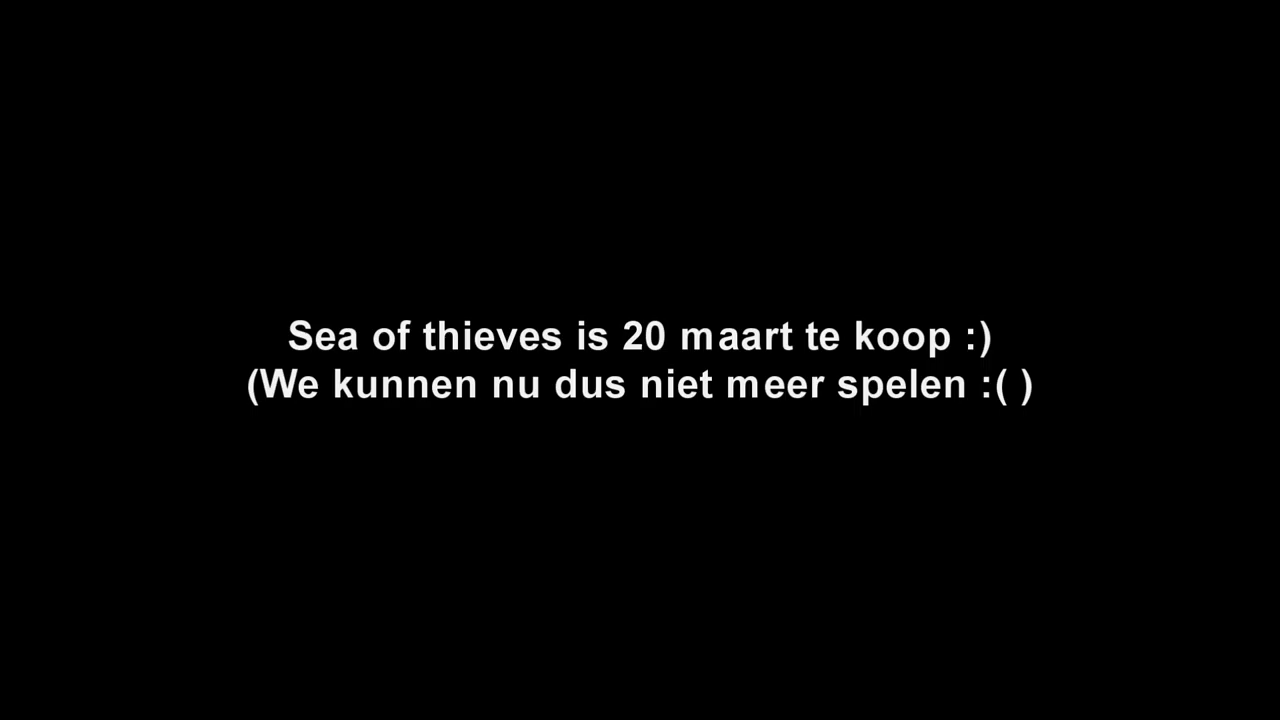 Sea of thieves is 20 maart te koop :)
(We kunnen nu dus niet meer spelen :( )